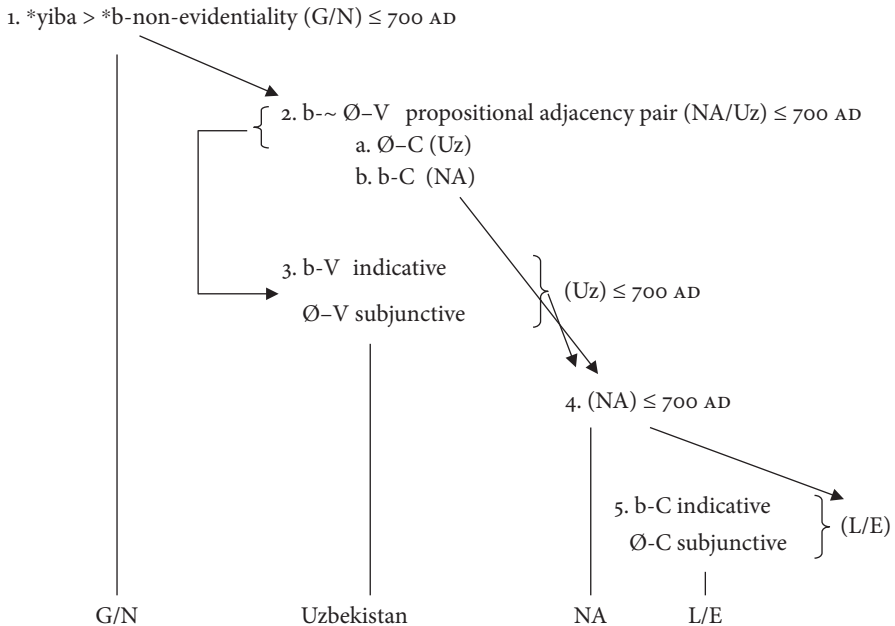 1. *yiba > *b-non-evidentiality (G/N) ≤ 700 AD
2. b-~ Ø–V propositional adjacency pair (NA/Uz) ≤ 700 AD
a. Ø–C (Uz)
b. b-C (NA)
3. b-V indicative
(Uz) ≤ 700 AD
Ø–V subjunctive
4. (NA) ≤ 700 AD
5. b-C indicative
(L/E)
Ø-C subjunctive
G/N Uzbekistan NA L/E